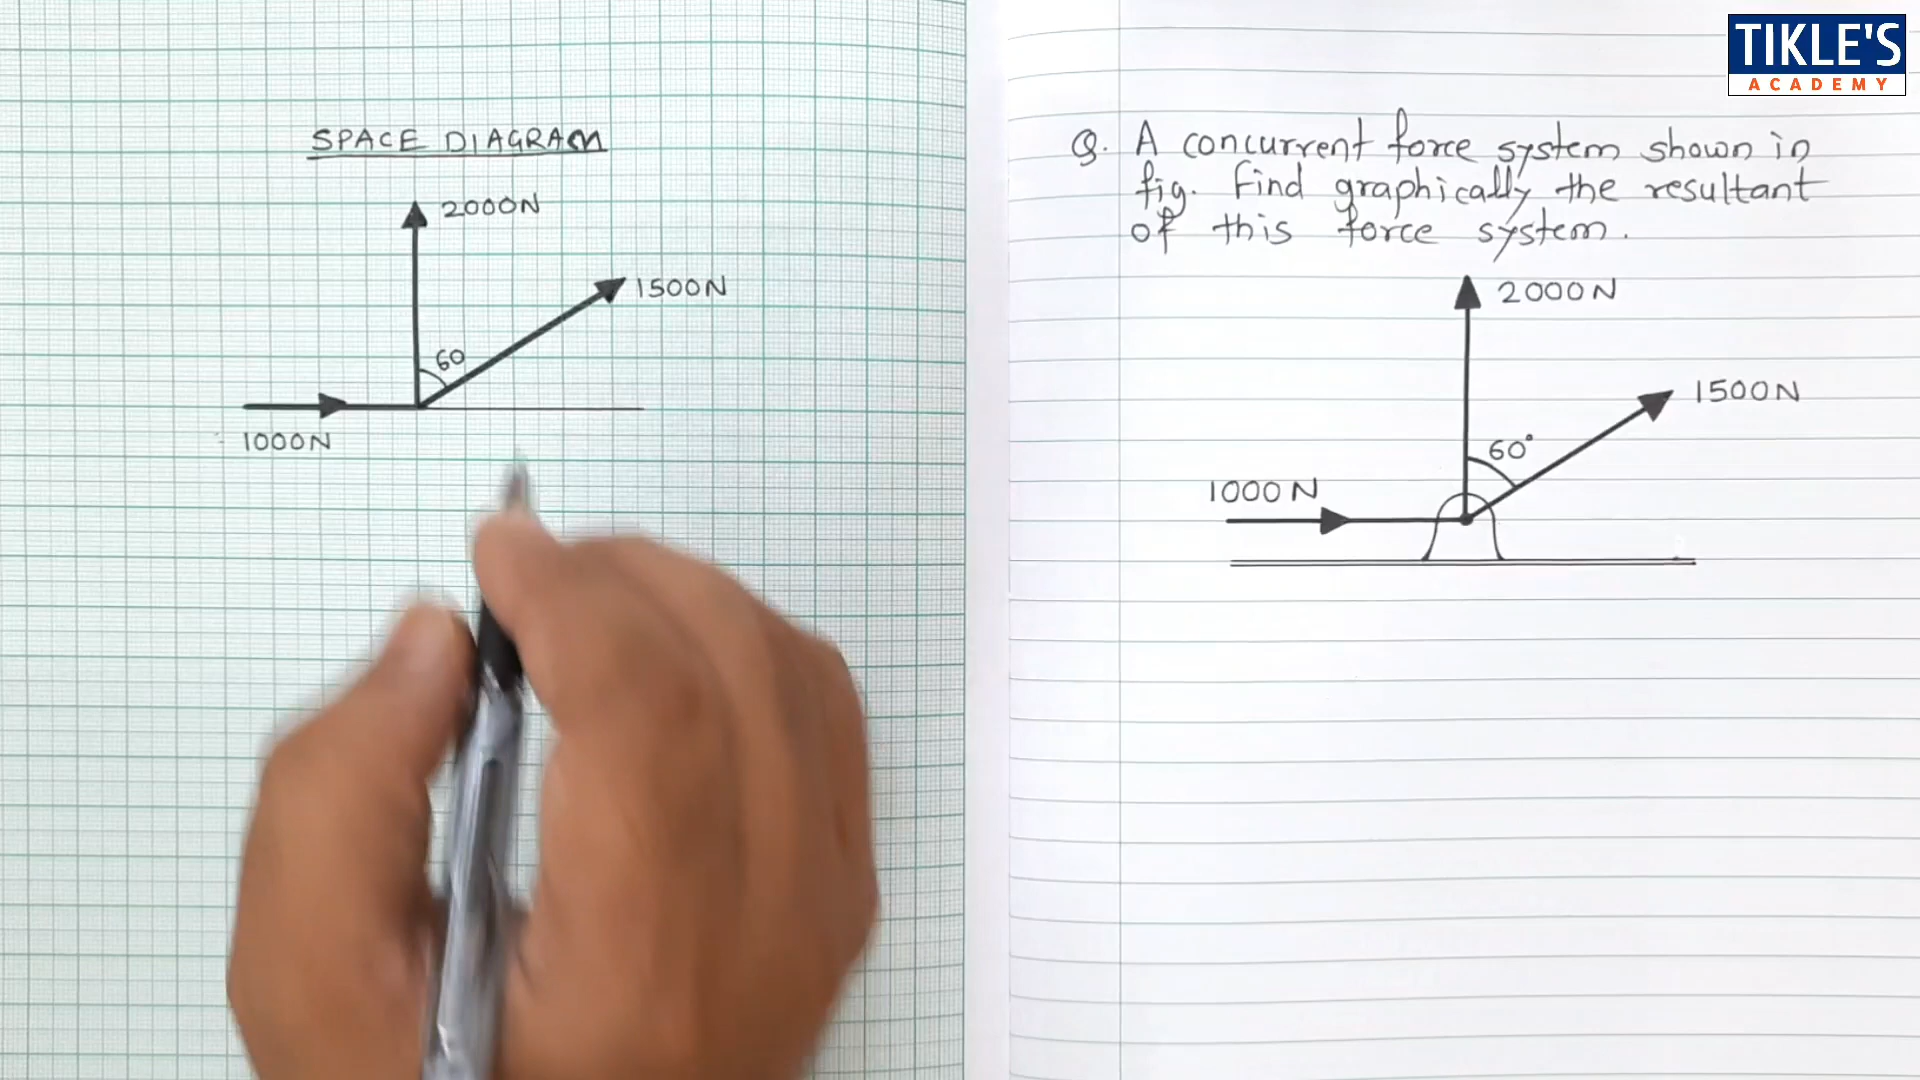 TIKLE'S
ACADEMY
SPACE DIAGRAM
2000N
1500N
60
1000N
Q. A concurrent force system shown in
fig. Find graphically the resultant
of this force system.
2000N
1500N
60°
1000N